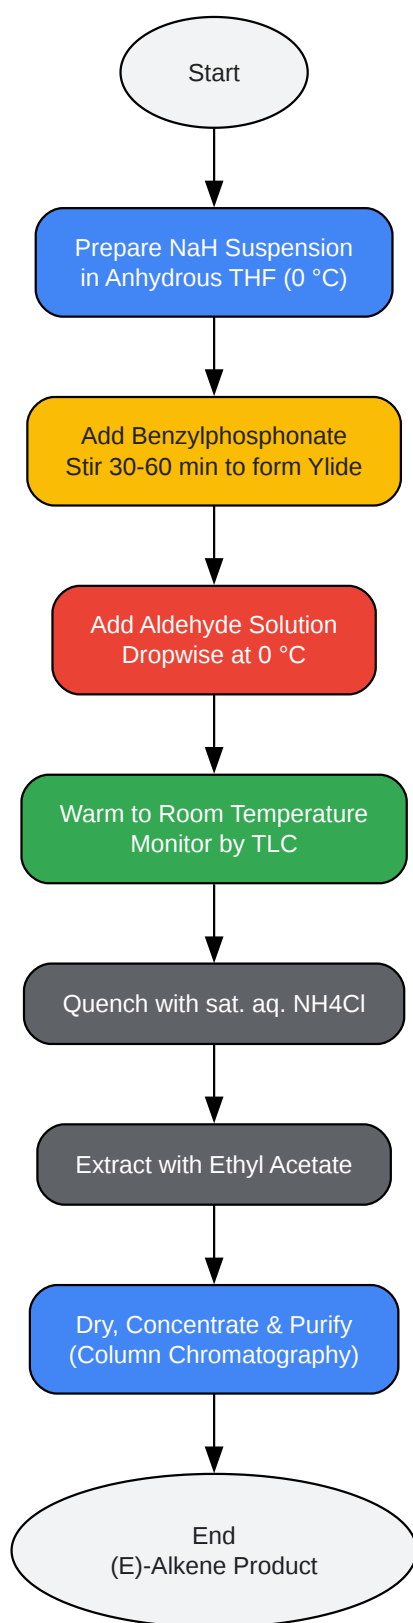 Start
Prepare NaH Suspension
in Anhydrous THF (0 °C)
Add Benzylphosphonate
Stir 30-60 min to form Ylide
Add Aldehyde Solution
Dropwise at 0 °C
Warm to Room Temperature
Monitor by TLC
Quench with sat. aq. NH4Cl
Extract with Ethyl Acetate
Dry, Concentrate & Purify
(Column Chromatography)
End
(E)-Alkene Product